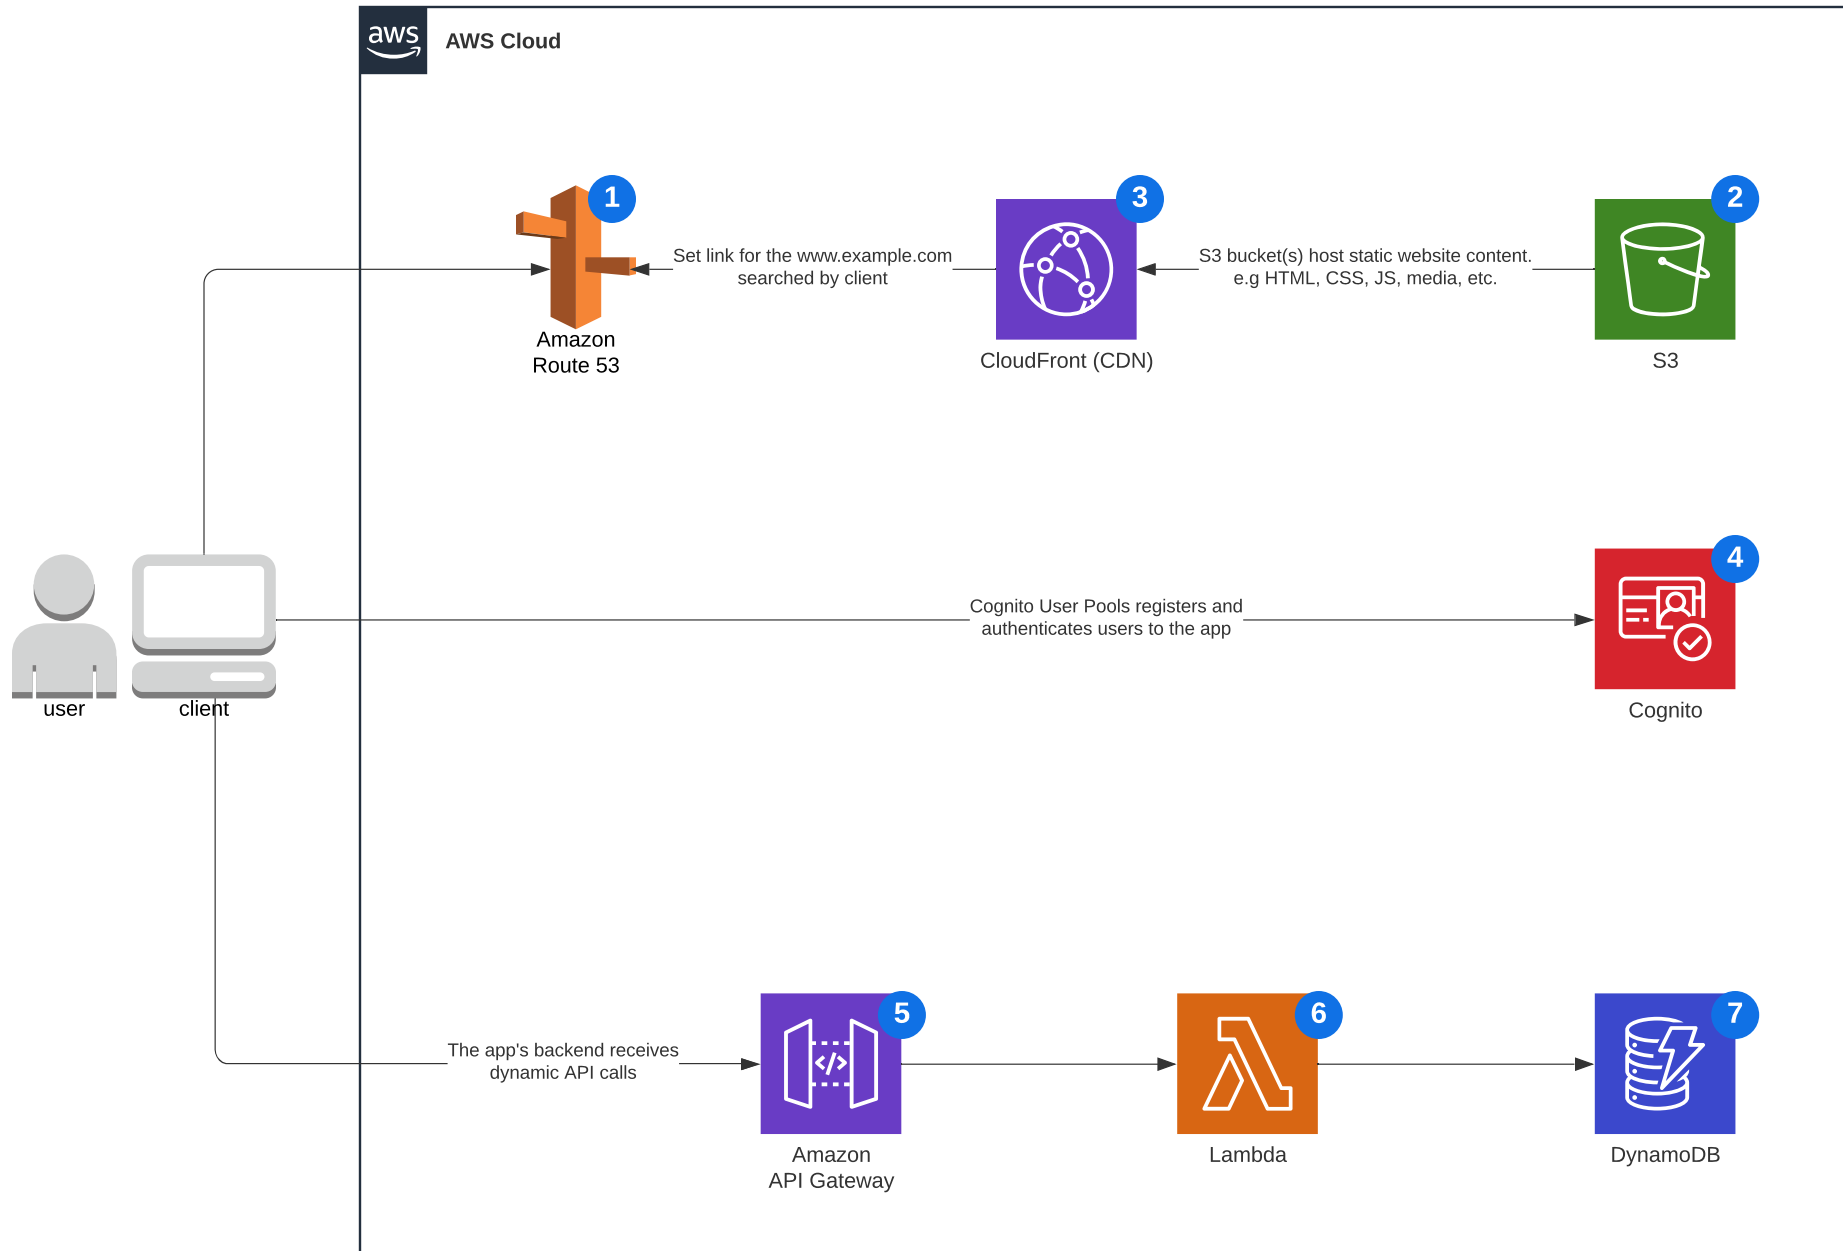 aws
AWS Cloud
1
3
2
Set link for the www.example.com
searched by client
S3 bucket(s) host static website content.
e.g HTML, CSS, JS, media, etc.
Amazon
Route 53
CloudFront (CDN)
S3
4
Cognito User Pools registers and
authenticates users to the app
user
client
Cognito
5
6
7
The app's backend receives
dynamic API calls
</>
Amazon
API Gateway
Lambda
DynamoDB